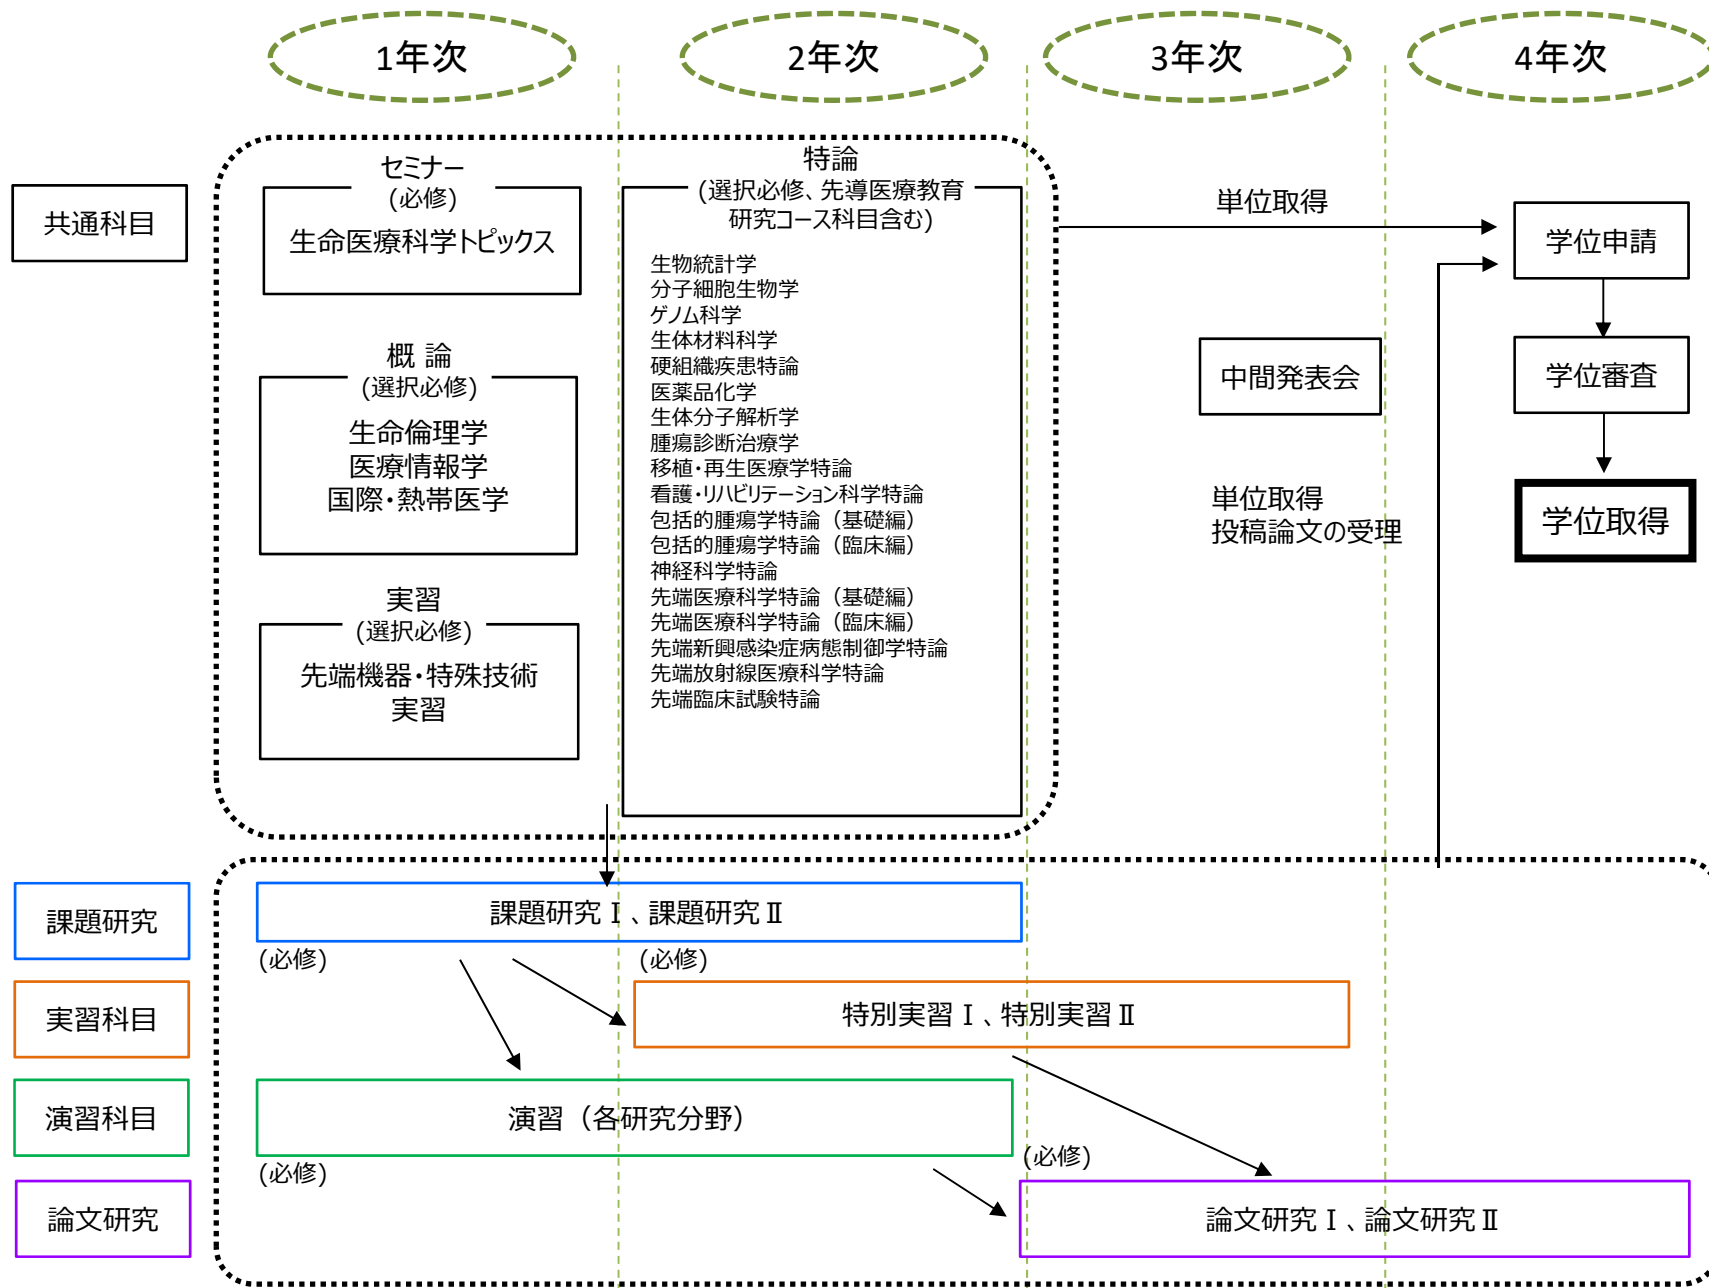 1年次
2年次
3年次
4年次
共通科目
セミナー
(必修)
生命医療科学トピックス
概 論
(選択必修)
生命倫理学
医療情報学
国際・熱帯医学
実習
(選択必修)
先端機器・特殊技術
実習
特論
(選択必修、先導医療教育
研究コース科目含む)
生物統計学
分子細胞生物学
ゲノム科学
生体材料科学
硬組織疾患特論
医薬品化学
生体分子解析学
腫瘍診断治療学
移植・再生医療学特論
看護・リハビリテーション科学特論
包括的腫瘍学特論（基礎編）
包括的腫瘍学特論（臨床編）
神経科学特論
先端医療科学特論（基礎編）
先端医療科学特論（臨床編）
先端新興感染症病態制御学特論
先端放射線医療科学特論
先端臨床試験特論
単位取得
中間発表会
単位取得
投稿論文の受理
学位申請
学位審査
学位取得
課題研究
課題研究Ⅰ、課題研究Ⅱ
(必修)
(必修)
実習科目
特別実習Ⅰ、特別実習Ⅱ
演習科目
演習（各研究分野）
(必修)
(必修)
論文研究
論文研究Ⅰ、論文研究Ⅱ